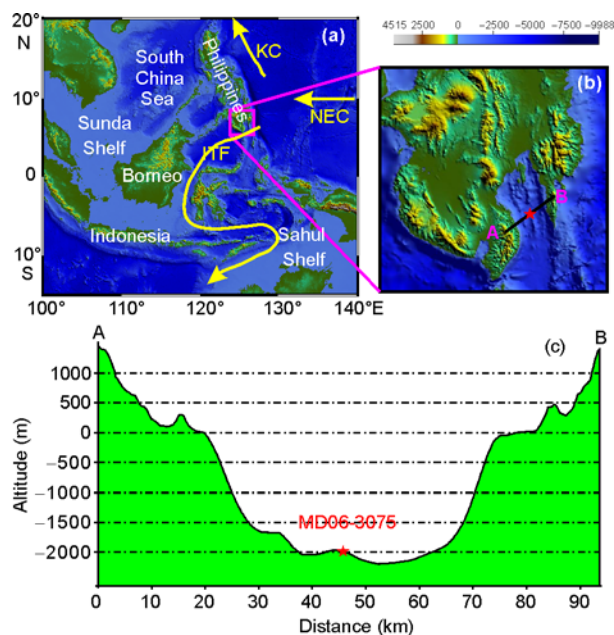 20°
N
10°
0
10°
S
100°
110°
120°
130°
140°E
(a)
KC
South
China
Sea
Philippines
NEC
Sunda
Shelf
ITF
Borneo
Indonesia
Sahul
Shelf
4515 2500 0 −2500 −5000 −7500 −9988
(b)
A
B
A
B
(c)
1000
500
0
−500
−1000
−1500
−2000
Altitude (m)
MD06-3075
0 10 20 30 40 50 60 70 80 90
Distance (km)